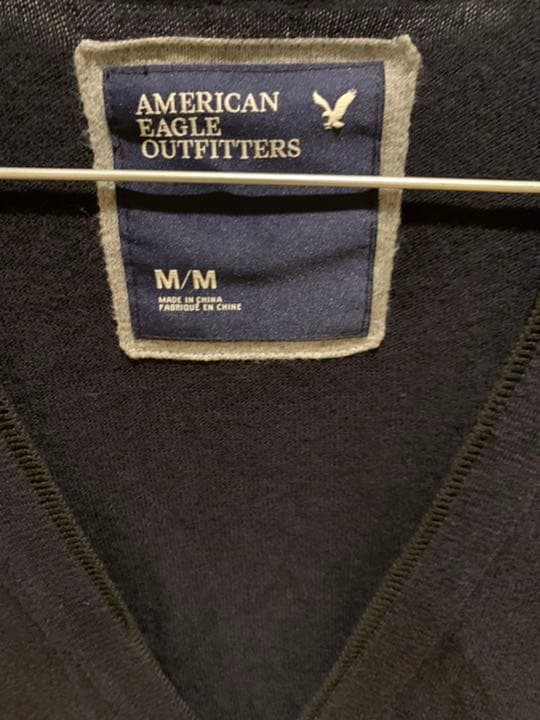 AMERICAN
EAGLE
OUTFITTERS
M/M
MADE IN CHINA
FABRIQUÉ EN CHINE